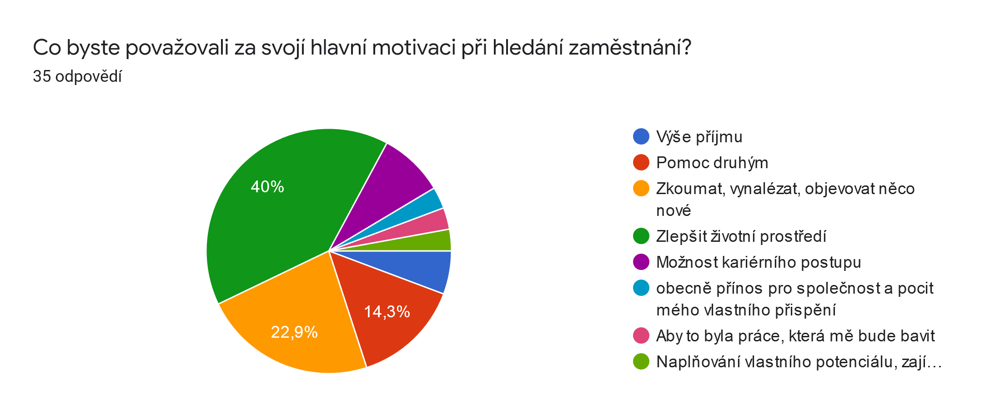 Co byste považovali za svojí hlavní motivaci při hledání zaměstnání?
35 odpovědí
40%
22,9%
14,3%
Výše příjmu
Pomoc druhým
Zkoumat, vynalézat, objevovat něco
nové
Zlepšit životní prostředí
Možnost kariérního postupu
obecně přínos pro společnost a pocit
mého vlastního přispění
Aby to byla práce, která mě bude bavit
Naplňování vlastního potenciálu, zají…